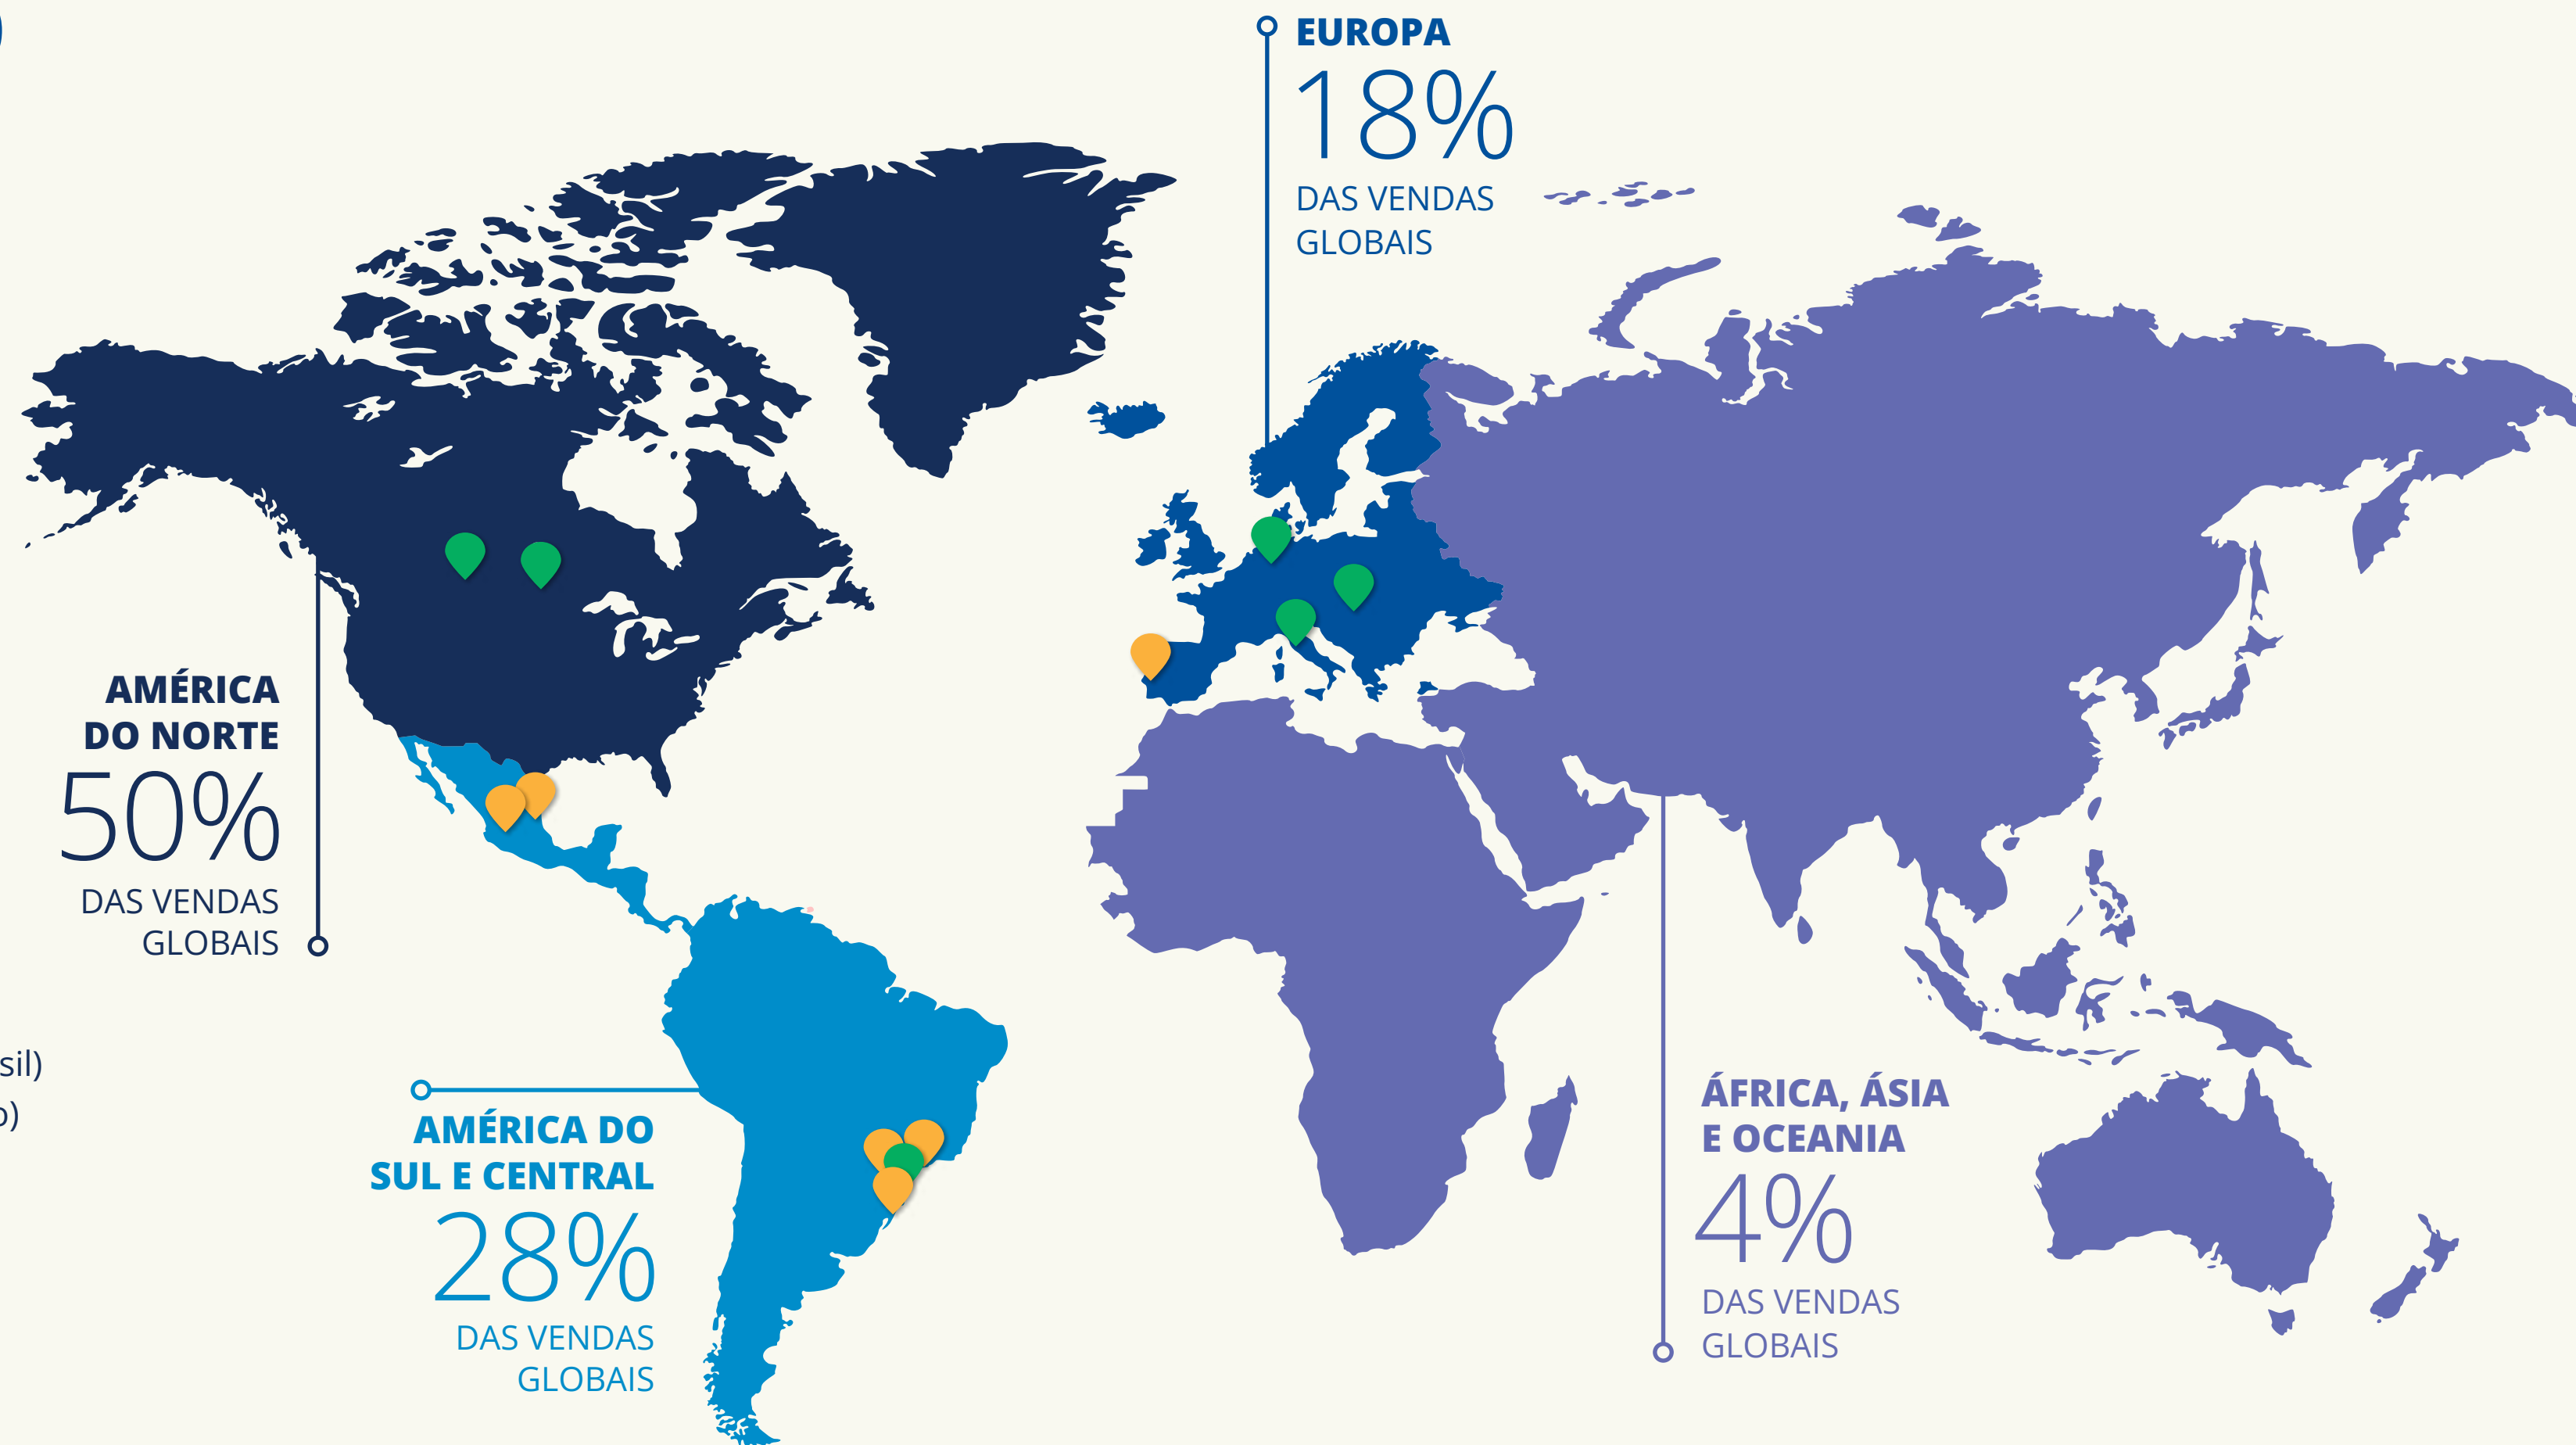 EUROPA
18%
DAS VENDAS
GLOBAIS
AMÉRICA
DO NORTE
50%
DAS VENDAS
GLOBAIS
sil)
o)
AMÉRICA DO
SUL E CENTRAL
28%
DAS VENDAS
GLOBAIS
ÁFRICA, ÁSIA
E OCEANIA
4%
DAS VENDAS
GLOBAIS